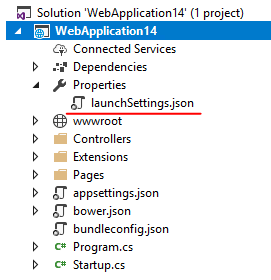 Solution 'WebApplication14' (1 project)
WebApplication14
Connected Services
Dependencies
Properties
launchSettings.json
wwwroot
Controllers
Extensions
Pages
appsettings.json
bower.json
bundleconfig.json
C# Program.cs
C# Startup.cs